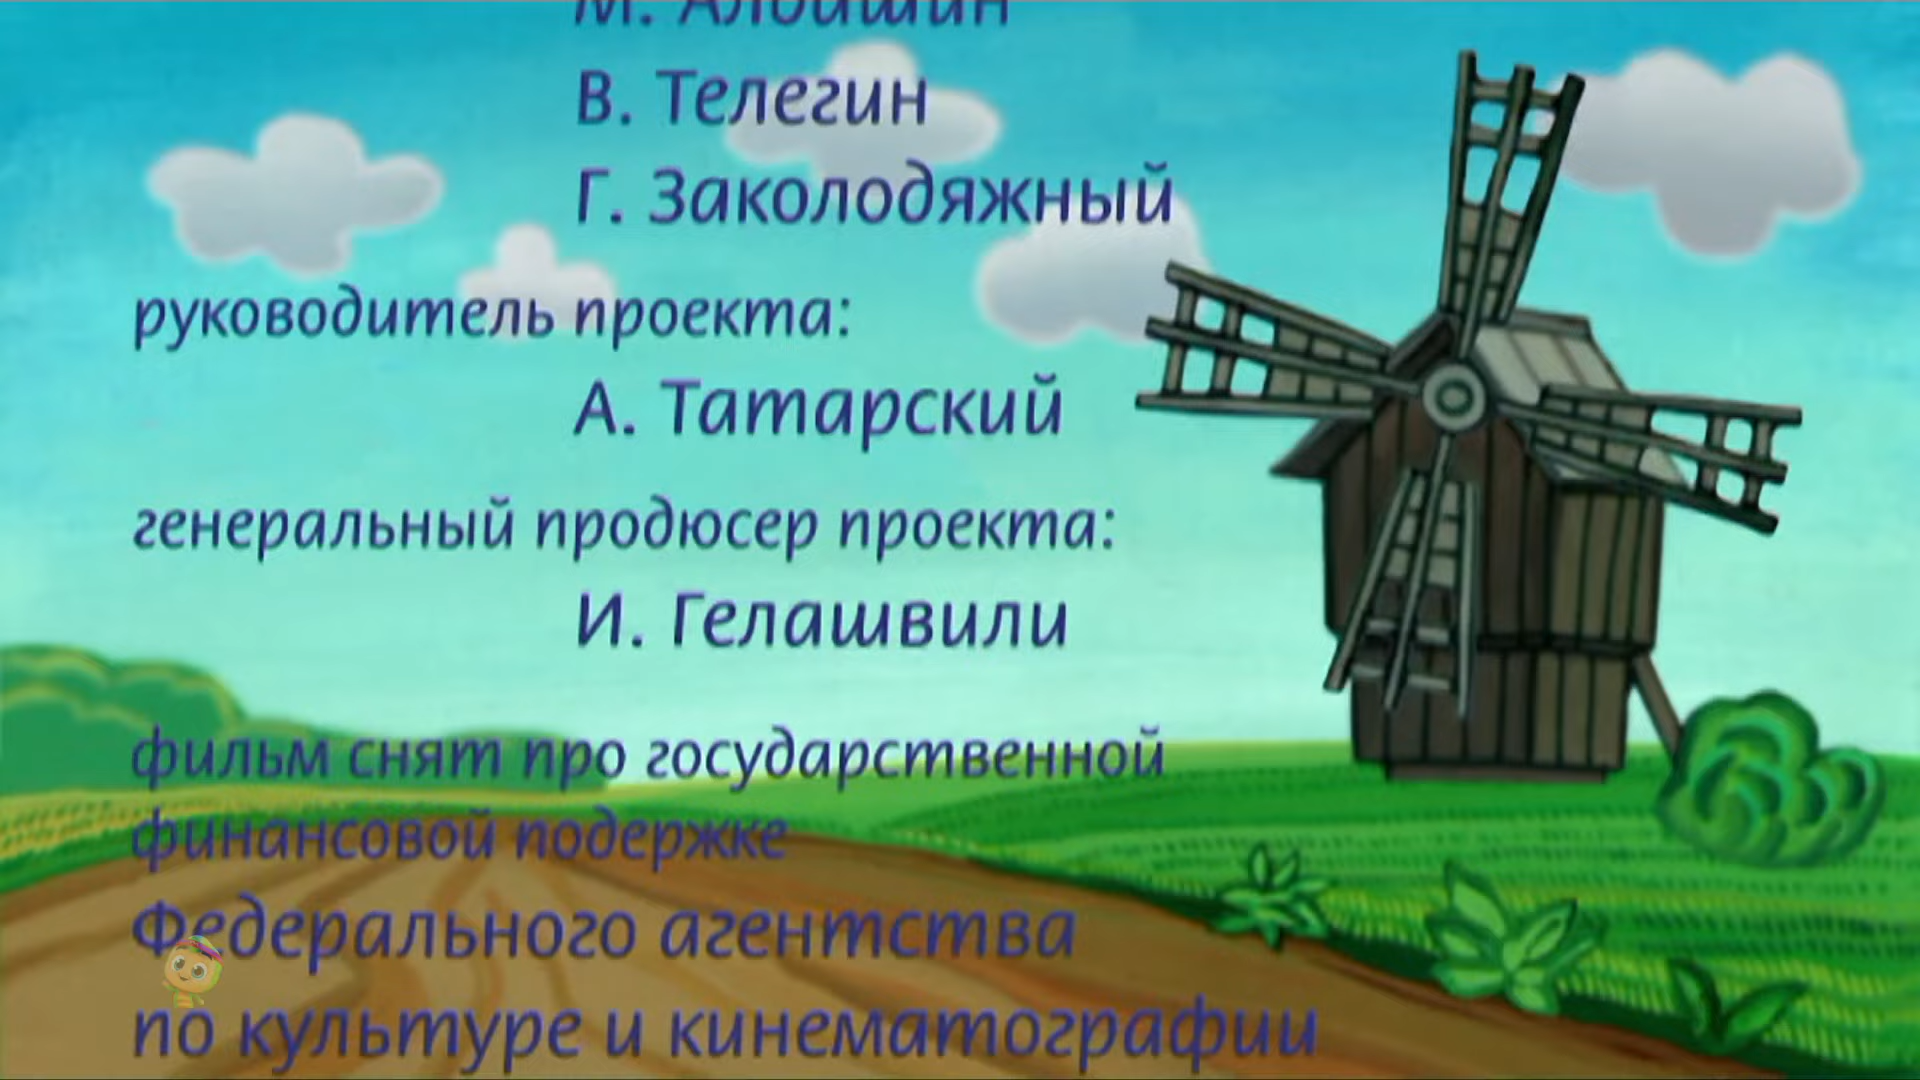 В. Телегин
Г. Заколодяжный
руководитель проекта:
А. Татарский
генеральный продюсер проекта:
И. Гелашвили
фильм снят про государственной
финансовой подержке
Федерального агентства
по культуре и кинематографии